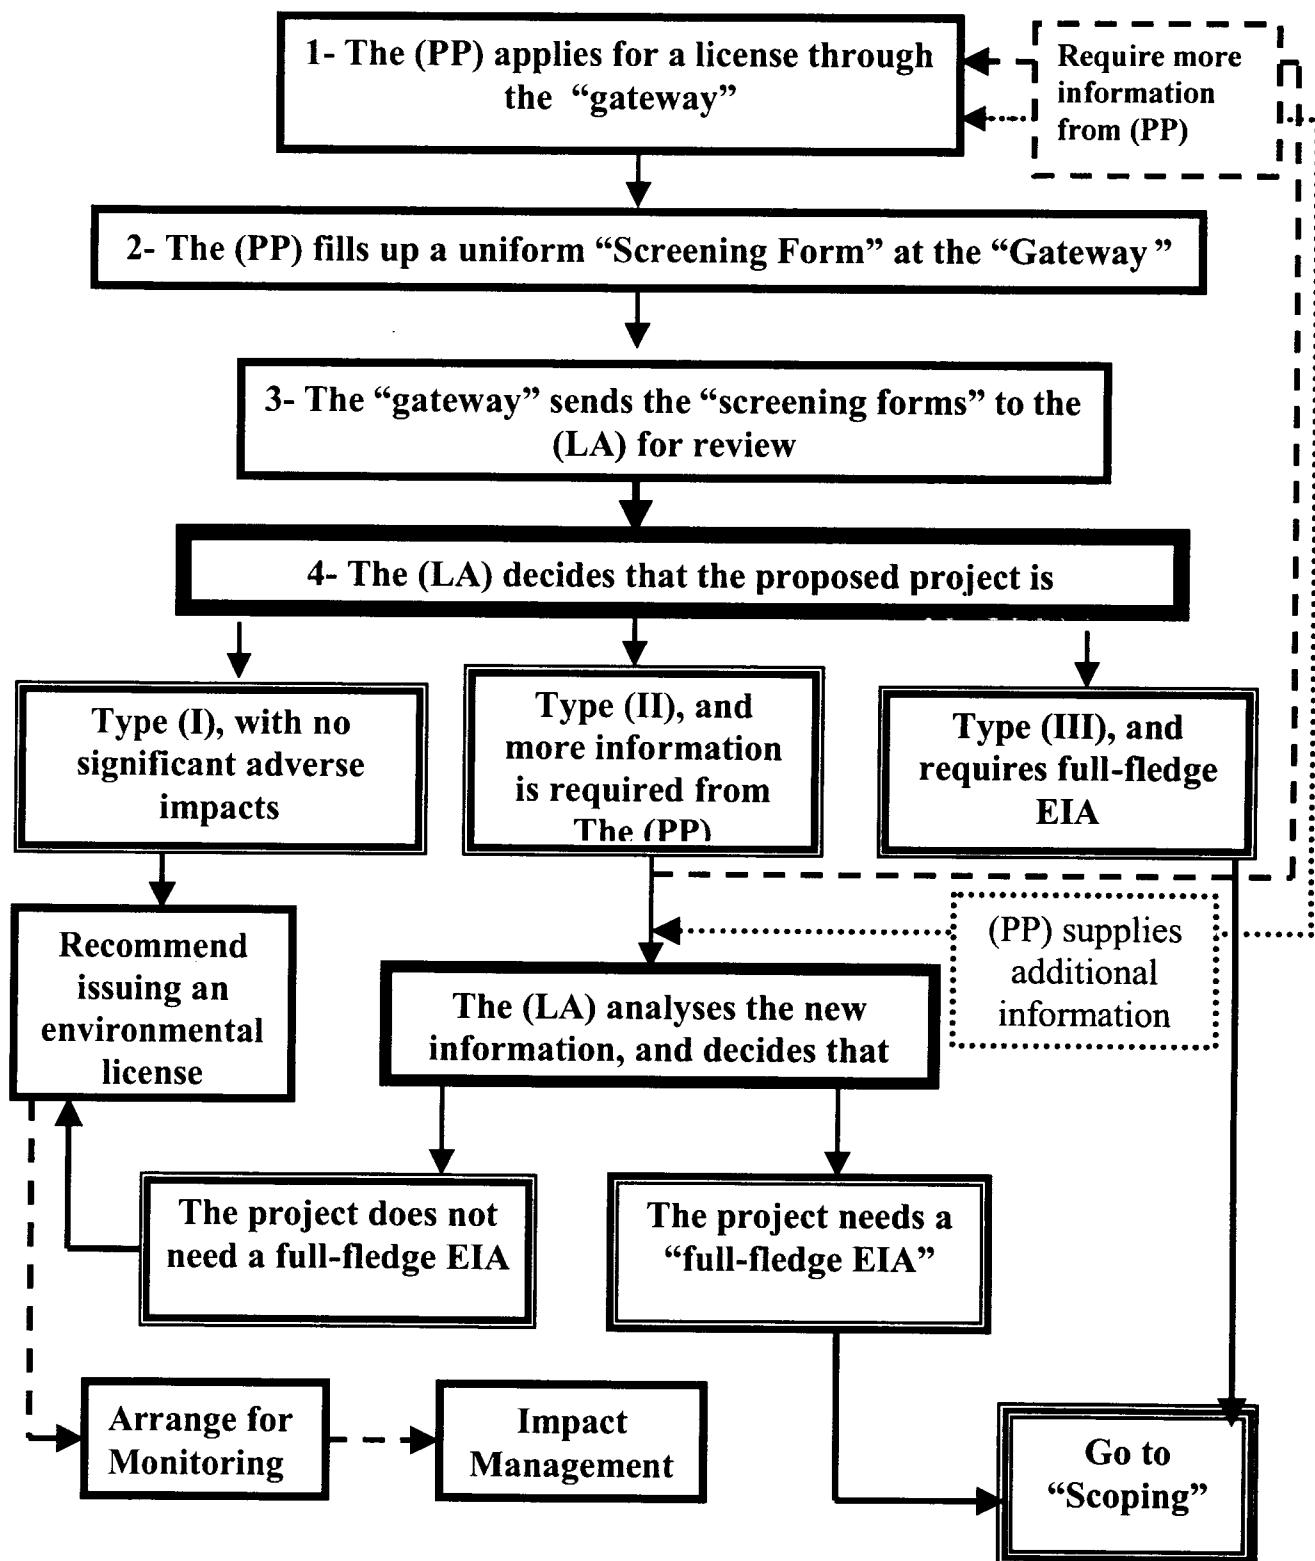 1- The (PP) applies for a license through
the “gateway”
Require more
information
from (PP)
2- The (PP) fills up a uniform “Screening Form” at the “Gateway”
3- The “gateway” sends the “screening forms” to the
(LA) for review
4- The (LA) decides that the proposed project is
Type (I), with no
significant adverse
impacts
Type (II), and
more information
is required from
The (PP)
Type (III), and
requires full-fledge
EIA
Recommend
issuing an
environmental
license
(PP) supplies
additional
information
The (LA) analyses the new
information, and decides that
The project does not
need a full-fledge EIA
The project needs a
“full-fledge EIA”
Arrange for
Monitoring
Impact
Management
Go to
“Scoping”